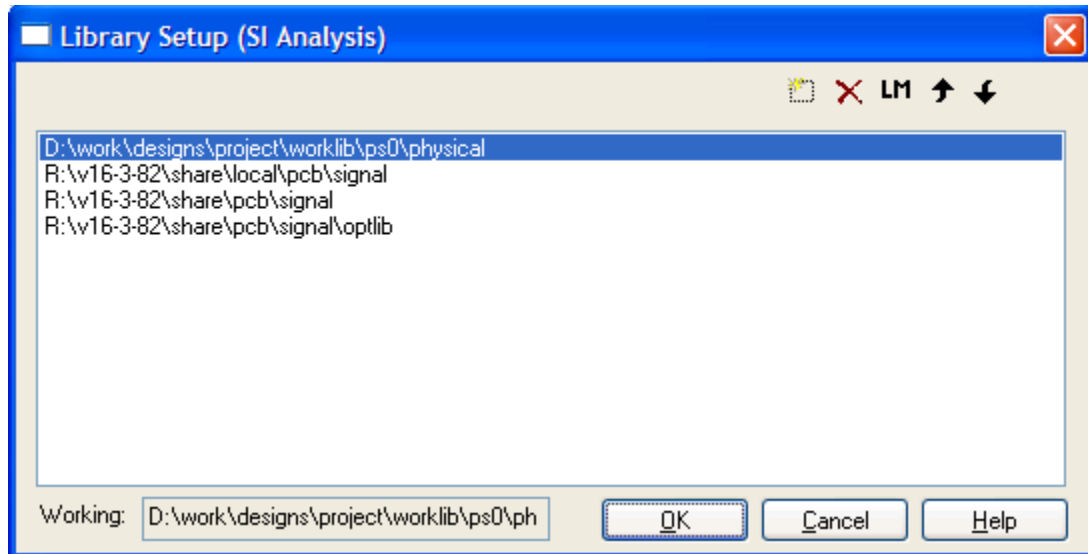 Library Setup (SI Analysis)
LM
D:\work\designs\project\worklib\ps0\physical
R:\v16-3-82\share\local\pcb\signal
R:\v16-3-82\share\pcb\signal
R:\v16-3-82\share\pcb\signal\optlib
Working: D:\work\designs\project\worklib\ps0\ph OK Cancel Help